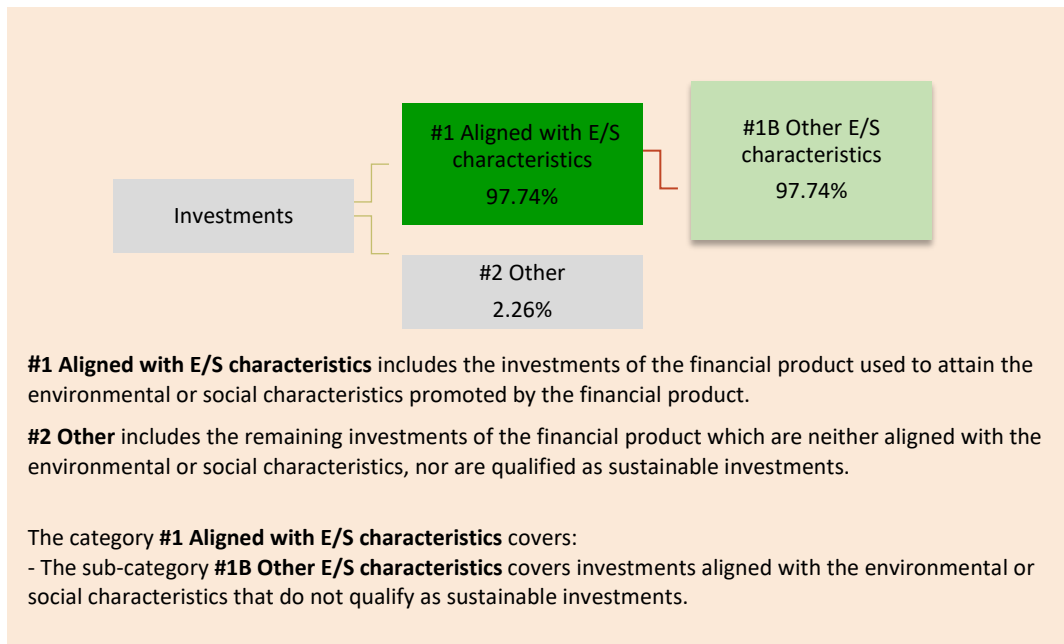 #1 Aligned with E/S
characteristics
97.74%
#1B Other E/S
characteristics
97.74%
Investments
#2 Other
2.26%
#1 Aligned with E/S characteristics includes the investments of the financial product used to attain the
environmental or social characteristics promoted by the financial product.
#2 Other includes the remaining investments of the financial product which are neither aligned with the
environmental or social characteristics, nor are qualified as sustainable investments.
The category #1 Aligned with E/S characteristics covers:
- The sub-category #1B Other E/S characteristics covers investments aligned with the environmental or
social characteristics that do not qualify as sustainable investments.